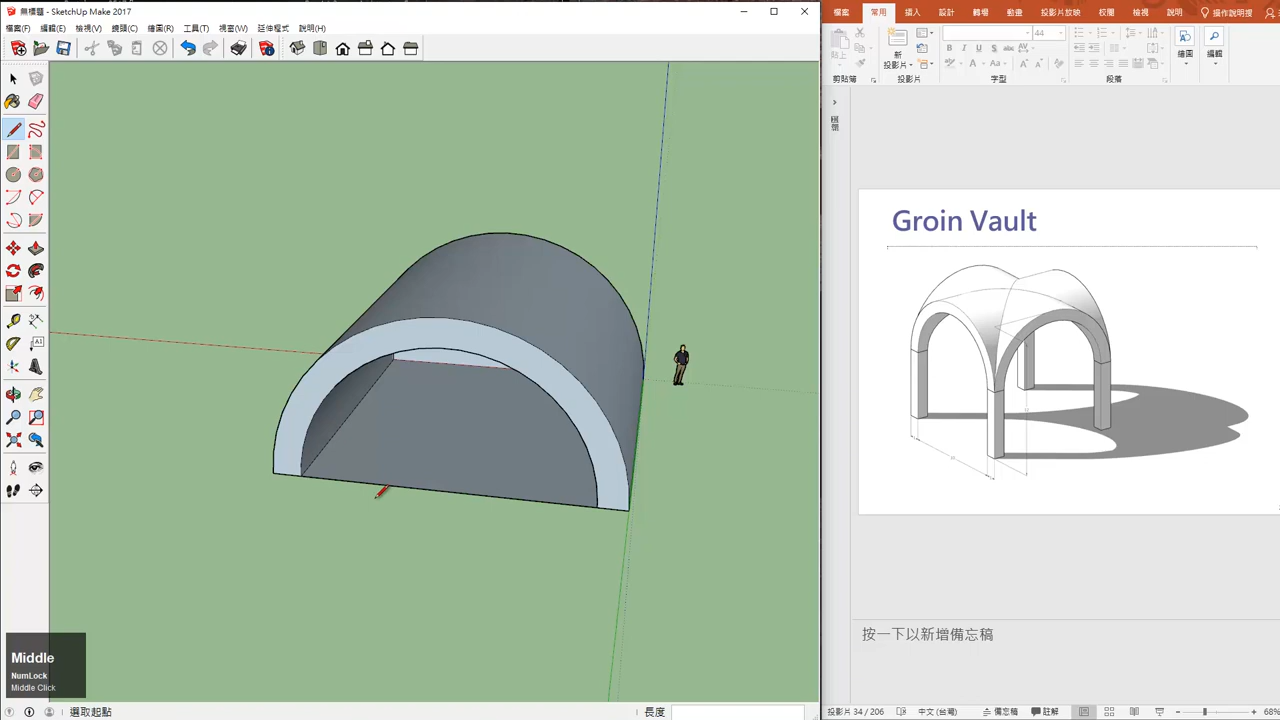 無標題 - SketchUp Make 2017
檔案(F) 編輯(E) 檢視(V) 鏡頭(C) 繪圖(R) 工具(T) 視窗(W) 延伸程式 說明(H)
A1
Middle
NumLock
Middle Click
選取起點
長度
檔案 常用 插入 設計 轉場 動畫 投影片放映 校閱 檢視 說明 操作說明搜
新
投影片
44
繪圖
編輯
剪貼簿 投影片 字型 段落
Groin Vault
按一下以新增備忘稿
投影片 34 / 206 中文 (台灣) 備忘稿 註解 68%